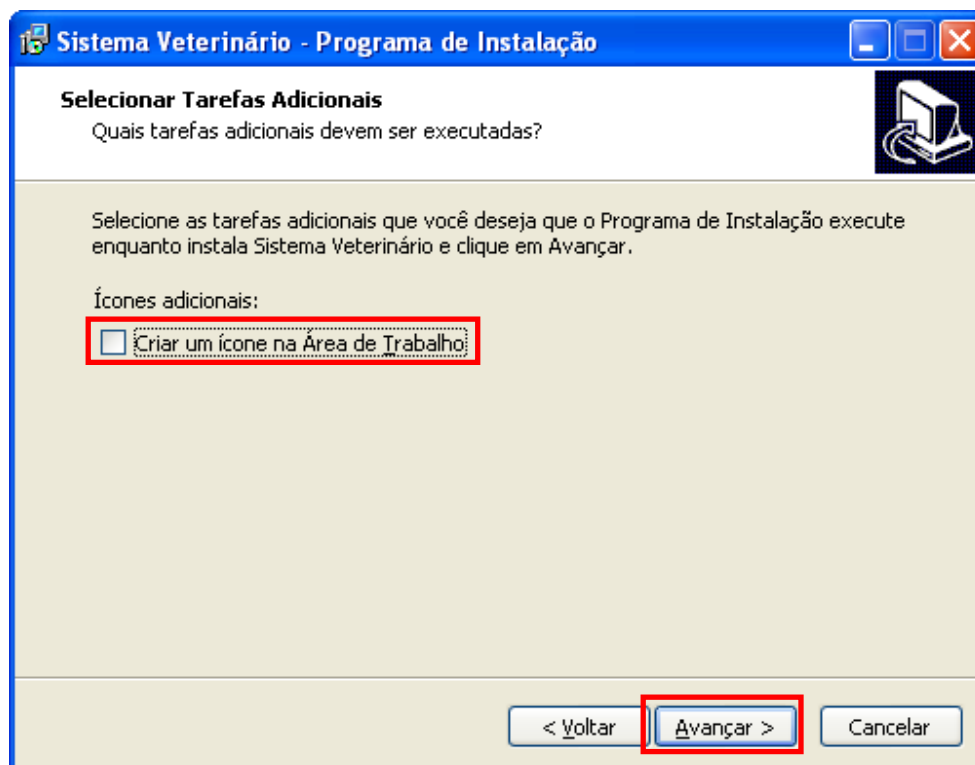 Sistema Veterinário - Programa de Instalação
Selecionar Tarefas Adicionais
Quais tarefas adicionais devem ser executadas?
Selecione as tarefas adicionais que você deseja que o Programa de Instalação execute
enquanto instala Sistema Veterinário e clique em Avançar.
Ícones adicionais:
Criar um ícone na Área de Trabalho
< Voltar Avançar > Cancelar